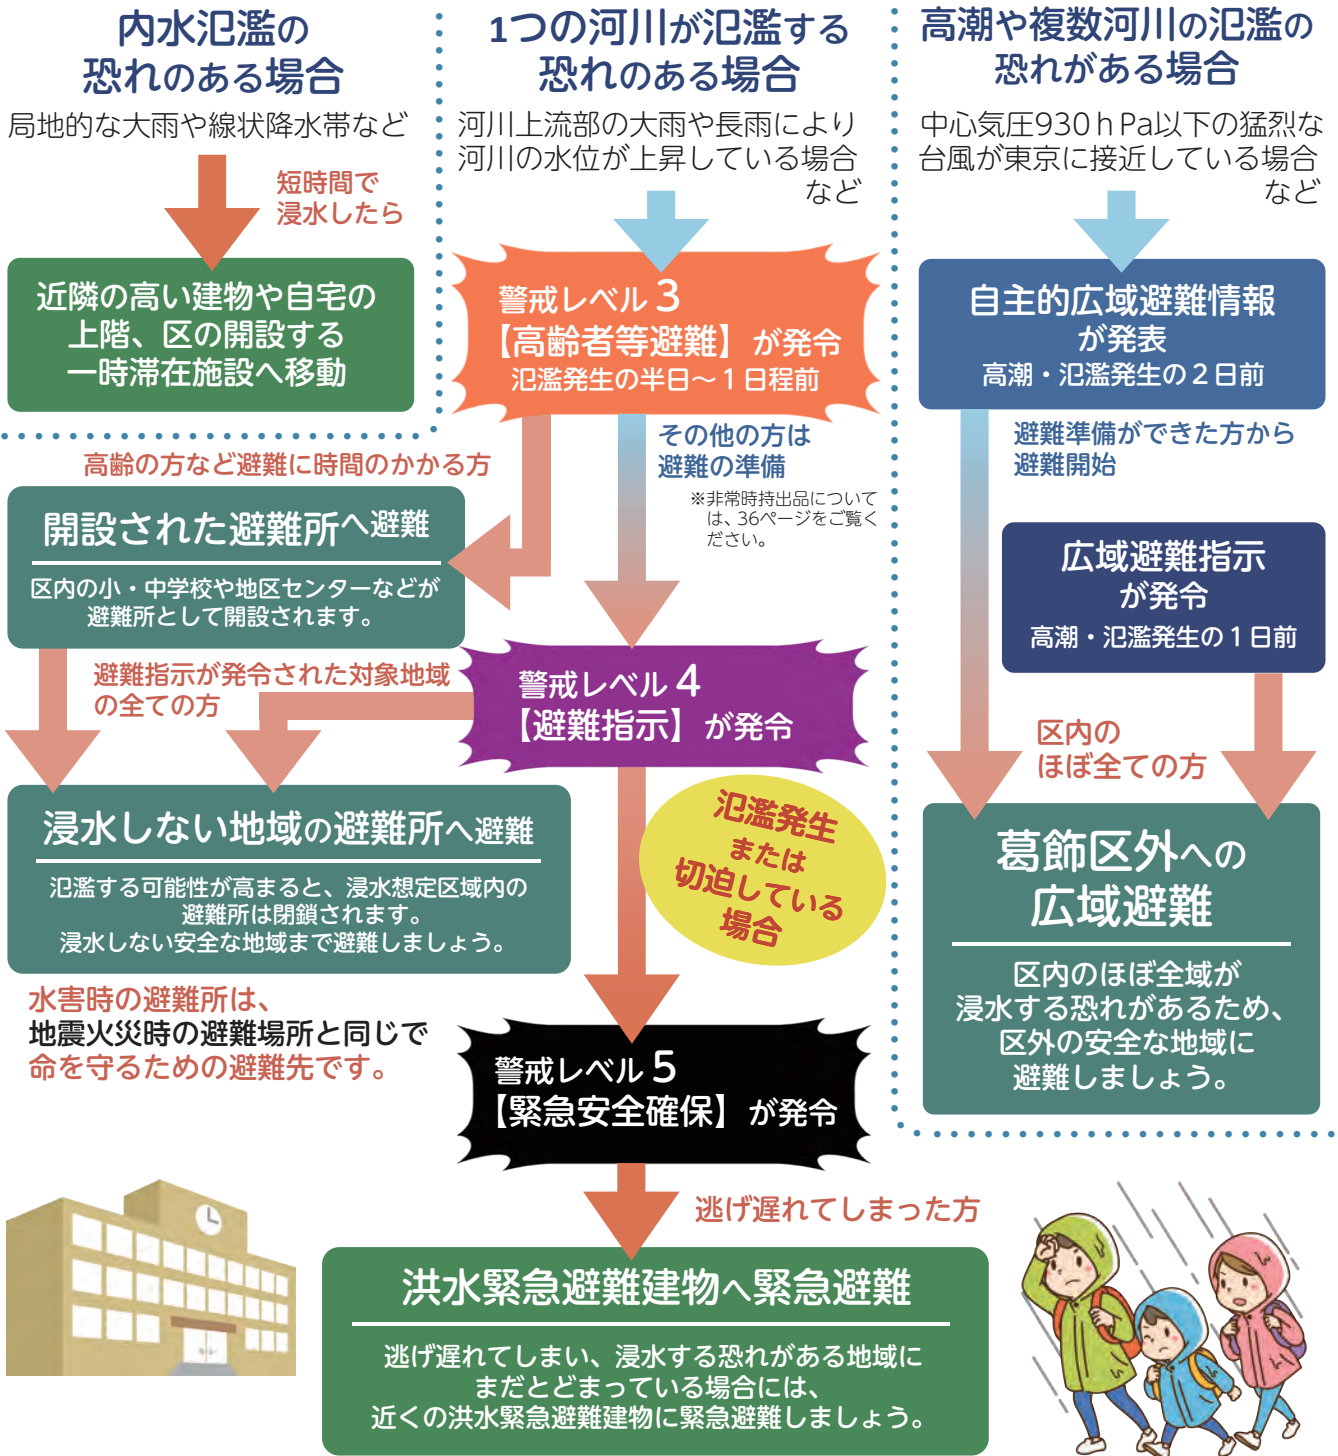 内水氾濫の
恐れのある場合
局地的な大雨や線状降水帯など
短時間で
浸水したら
近隣の高い建物や自宅の
上階、区の開設する
一時滞在施設へ移動
1つの河川が氾濫する
恐れのある場合
河川上流部の大雨や長雨により
河川の水位が上昇している場合
など
警戒レベル3
【高齢者等避難】が発令
氾濫発生の半日~1日程前
その他の方は
避難の準備
※非常時持出品について
は、36ページをご覧く
ださい。
高齢の方など避難に時間のかかる方
開設された避難所へ避難
区内の小・中学校や地区センターなどが
避難所として開設されます。
避難指示が発令された対象地域
の全ての方
警戒レベル4
【避難指示】が発令
浸水しない地域の避難所へ避難
氾濫する可能性が高まると、浸水想定区域内の
避難所は閉鎖されます。
浸水しない安全な地域まで避難しましょう。
氾濫発生
または
切迫している
場合
水害時の避難所は、
地震火災時の避難場所と同じで
命を守るための避難先です。
警戒レベル5
【緊急安全確保】が発令
逃げ遅れてしまった方
洪水緊急避難建物へ緊急避難
逃げ遅れてしまい、浸水する恐れがある地域に
まだとどまっている場合には、
近くの洪水緊急避難建物に緊急避難しましょう。
高潮や複数河川の氾濫の
恐れがある場合
中心気圧930hPa以下の猛烈な
台風が東京に接近している場合
など
自主的広域避難情報
が発表
高潮・氾濫発生の2日前
避難準備ができた方から
避難開始
広域避難指示
が発令
高潮・氾濫発生の1日前
区内の
ほぼ全ての方
葛飾区外への
広域避難
区内のほぼ全域が
浸水する恐れがあるため、
区外の安全な地域に
避難しましょう。